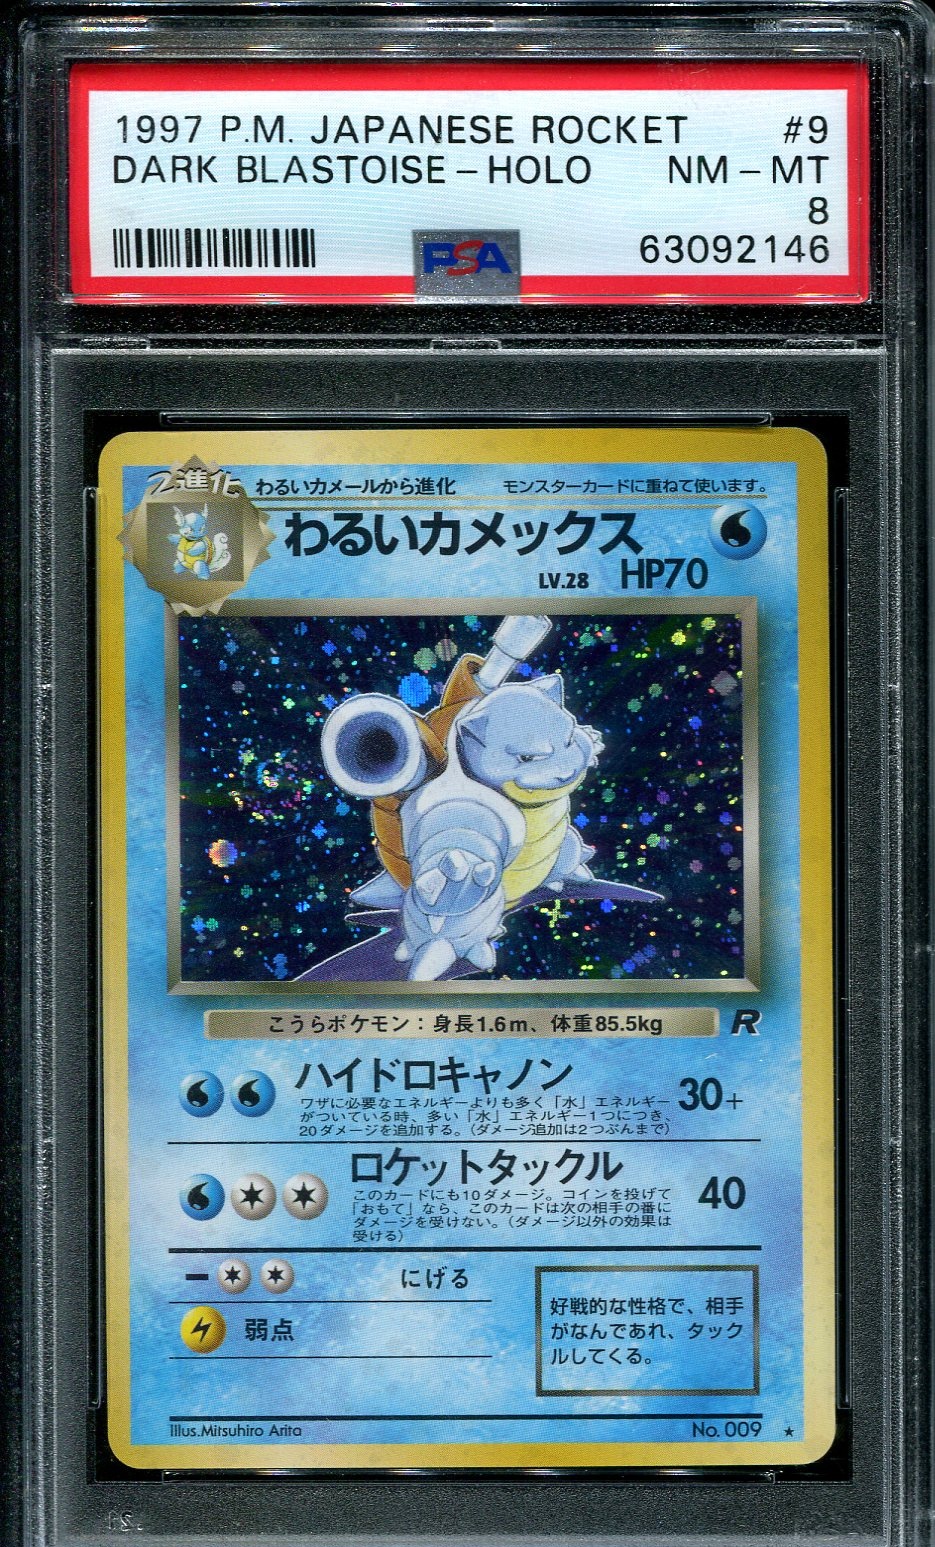 1997 P.M. JAPANESE ROCKET #9
DARK BLASTOISE - HOLO NM - MT
8
PSA 63092146
2進化 わるいカメールから進化 モンスターカードに重ねて使います。
わるいカメックス
LV.28 HP70
こうらポケモン：身長1.6m、体重85.5kg R
ハイドロキャノン 30+
ワザに必要なエネルギーよりも多く「水」エネルギー
がついている時、多い「水」エネルギー1つにつき、
20ダメージを追加する。（ダメージ追加は2つぶんまで）
ロケットタックル 40
このカードにも10ダメージ。コインを投げて
「おもて」なら、このカードは次の相手の番に
ダメージを受けない。（ダメージ以外の効果は
受ける）
にげる
弱点
好戦的な性格で、相手
がなんであれ、タック
ルしてくる。
Illus.Mitsuhiro Arita No. 009 ★